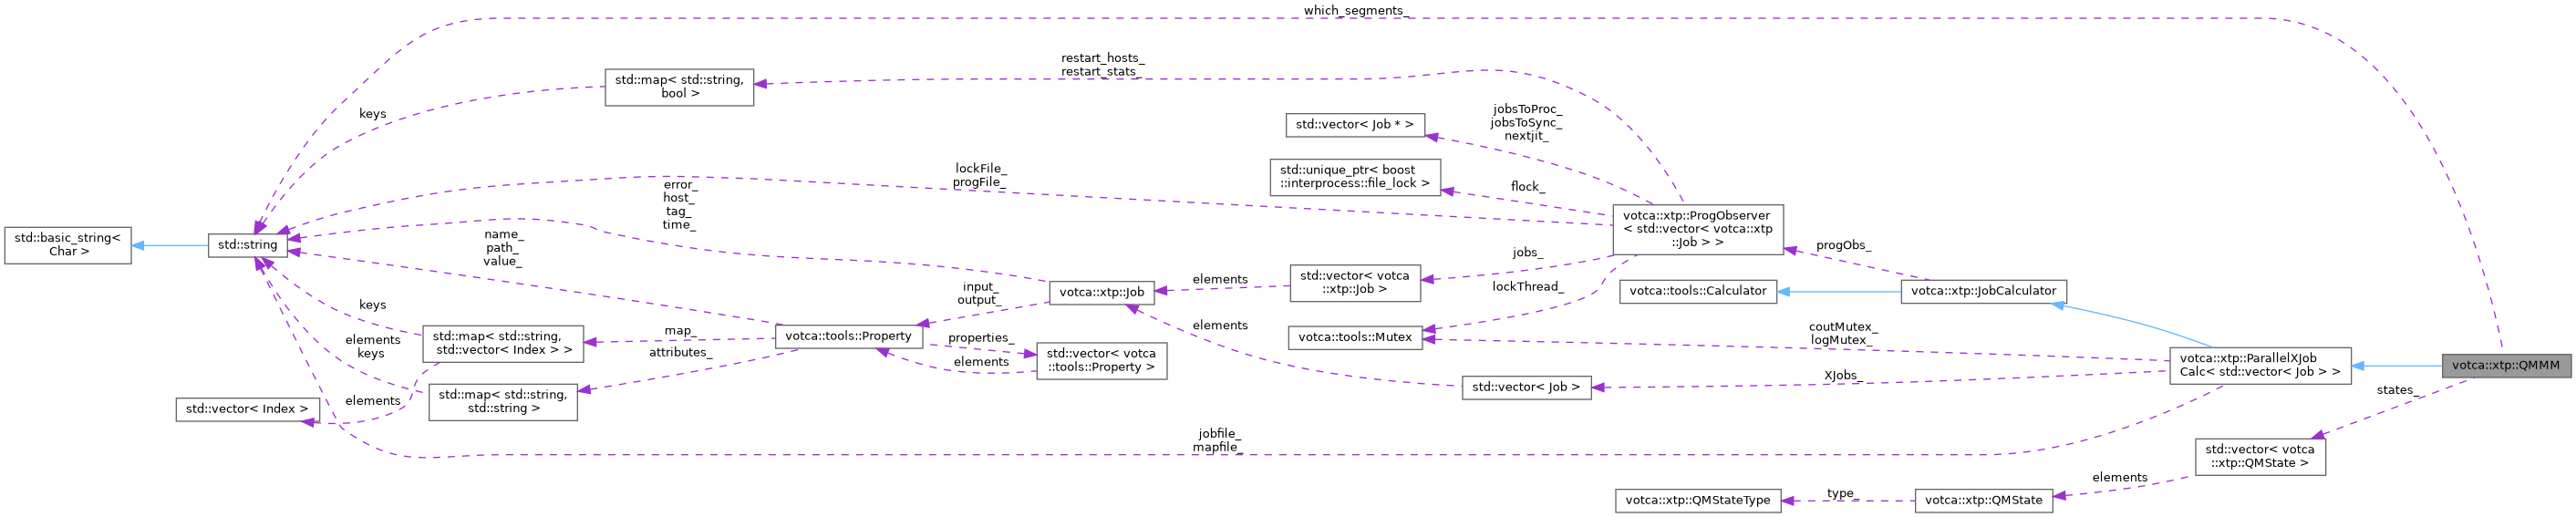 which_segments_
restart_hosts_
restart_stats_
std::map< std::string,
bool >
keys
jobsToProc_
jobsToSync_
nextjit_
std::vector< Job * >
std::unique_ptr< boost
::interprocess::file_lock >
flock_
lockFile_
progFile_
error_
host_
tag_
time_
votca::xtp::ProgObserver
< std::vector< votca::xtp
::Job > >
name_
path_
value_
std::basic_string<
Char >
std::string
progObs_
jobs_
elements
std::vector< votca
::xtp::Job >
lockThread_
input_
output_
votca::xtp::Job
votca::tools::Calculator
votca::xtp::JobCalculator
keys
std::map< std::string,
std::vector< Index > >
map_
votca::tools::Property
properties_
elements
attributes_
std::vector< votca
::tools::Property >
elements
votca::tools::Mutex
coutMutex_
logMutex_
votca::xtp::ParallelXJob
Calc< std::vector< Job > >
votca::xtp::QMMM
elements
keys
XJobs_
std::vector< Job >
states_
std::vector< Index >
elements
std::map< std::string,
std::string >
jobfile_
mapfile_
std::vector< votca
::xtp::QMState >
elements
votca::xtp::QMStateType
type_
votca::xtp::QMState